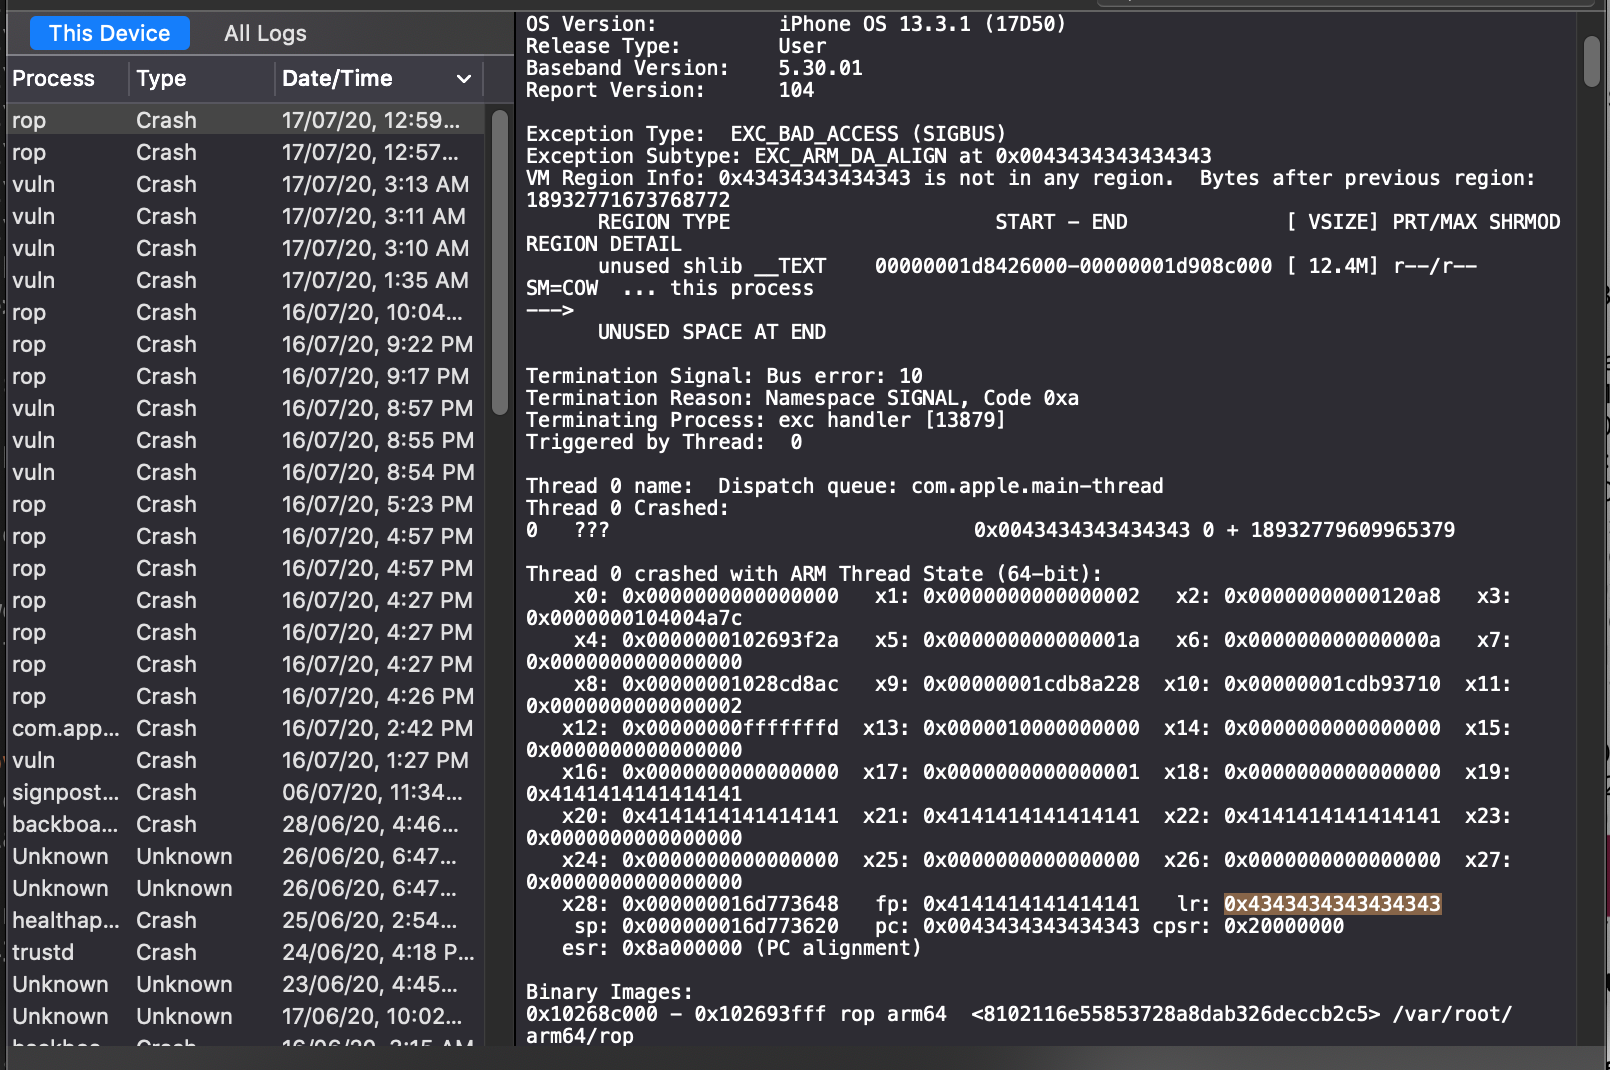 This Device All Logs
Process Type Date/Time
rop Crash 17/07/20, 12:59...
rop Crash 17/07/20, 12:57...
vuln Crash 17/07/20, 3:13 AM
vuln Crash 17/07/20, 3:11 AM
vuln Crash 17/07/20, 3:10 AM
vuln Crash 17/07/20, 1:35 AM
rop Crash 16/07/20, 10:04...
rop Crash 16/07/20, 9:22 PM
rop Crash 16/07/20, 9:17 PM
vuln Crash 16/07/20, 8:57 PM
vuln Crash 16/07/20, 8:55 PM
vuln Crash 16/07/20, 8:54 PM
rop Crash 16/07/20, 5:23 PM
rop Crash 16/07/20, 4:57 PM
rop Crash 16/07/20, 4:57 PM
rop Crash 16/07/20, 4:27 PM
rop Crash 16/07/20, 4:27 PM
rop Crash 16/07/20, 4:27 PM
rop Crash 16/07/20, 4:26 PM
com.app... Crash 16/07/20, 2:42 PM
vuln Crash 16/07/20, 1:27 PM
signpost... Crash 06/07/20, 11:34...
backboa... Crash 28/06/20, 4:46...
Unknown Unknown 26/06/20, 6:47...
Unknown Unknown 26/06/20, 6:47...
healthap... Crash 25/06/20, 2:54...
trustd Crash 24/06/20, 4:18 P...
Unknown Unknown 23/06/20, 4:45...
Unknown Unknown 17/06/20, 10:02...
OS Version: iPhone OS 13.3.1 (17D50)
Release Type: User
Baseband Version: 5.30.01
Report Version: 104
Exception Type: EXC_BAD_ACCESS (SIGBUS)
Exception Subtype: EXC_ARM_DA_ALIGN at 0x0043434343434343
VM Region Info: 0x43434343434343 is not in any region. Bytes after previous region:
18932771673768772
REGION TYPE START - END [ VSIZE] PRT/MAX SHRMOD
REGION DETAIL
unused shlib __TEXT 00000001d8426000-00000001d908c000 [ 12.4M] r--/r--
SM=COW ... this process
--->
UNUSED SPACE AT END
Termination Signal: Bus error: 10
Termination Reason: Namespace SIGNAL, Code 0xa
Terminating Process: exc handler [13879]
Triggered by Thread: 0
Thread 0 name: Dispatch queue: com.apple.main-thread
Thread 0 Crashed:
0 ??? 0x0043434343434343 0 + 18932779609965379
Thread 0 crashed with ARM Thread State (64-bit):
x0: 0x0000000000000000 x1: 0x0000000000000002 x2: 0x00000000000120a8 x3:
0x0000000104004a7c
x4: 0x0000000102693f2a x5: 0x000000000000001a x6: 0x000000000000000a x7:
0x0000000000000000
x8: 0x00000001028cd8ac x9: 0x00000001cdb8a228 x10: 0x00000001cdb93710 x11:
0x0000000000000002
x12: 0x00000000fffffffd x13: 0x0000010000000000 x14: 0x0000000000000000 x15:
0x0000000000000000
x16: 0x0000000000000000 x17: 0x0000000000000001 x18: 0x0000000000000000 x19:
0x4141414141414141
x20: 0x4141414141414141 x21: 0x4141414141414141 x22: 0x4141414141414141 x23:
0x0000000000000000
x24: 0x0000000000000000 x25: 0x0000000000000000 x26: 0x0000000000000000 x27:
0x0000000000000000
x28: 0x000000016d773648 fp: 0x4141414141414141 lr: 0x4343434343434343
sp: 0x000000016d773620 pc: 0x0043434343434343 cpsr: 0x20000000
esr: 0x8a000000 (PC alignment)
Binary Images:
0x10268c000 - 0x102693fff rop arm64 <8102116e55853728a8dab326deccb2c5> /var/root/
arm64/rop